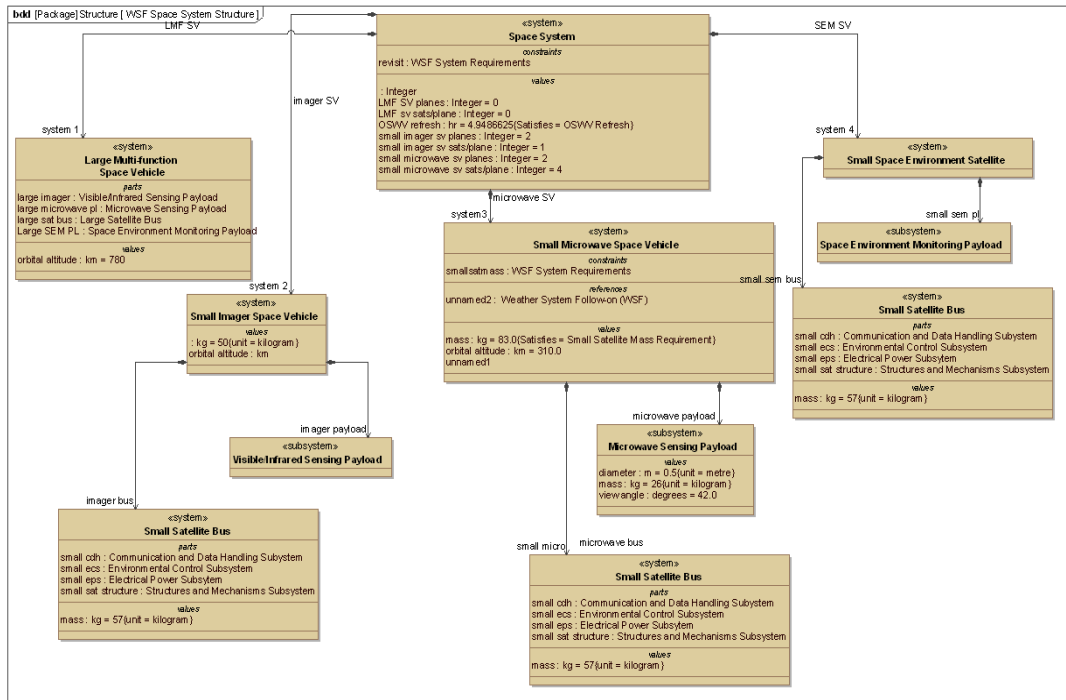 bdd [Package] Structure [ WSF Space System Structure ]
LMF SV
SEM SV
imager SV
«system»
Space System
constraints
revisit : WSF System Requirements
values
: Integer
LMF SV planes : Integer = 0
LMF sv sats/plane : Integer = 0
OSWV refresh : hr = 4.9486625{Satisfies = OSWV Refresh}
small imager sv planes : Integer = 2
small imager sv sats/plane : Integer = 1
small microwave sv planes : Integer = 2
small microwave sv sats/plane : Integer = 4
microwave SV
system 1
«system»
Large Multi-function
Space Vehicle
parts
large imager : Visible/Infrared Sensing Payload
large microwave pl : Microwave Sensing Payload
large sat bus : Large Satellite Bus
Large SEM PL : Space Environment Monitoring Payload
values
orbital altitude : km = 780
system 4
«system»
Small Space Environment Satellite
small sem pl
«subsystem»
Space Environment Monitoring Payload
small sem bus
«system»
Small Satellite Bus
parts
small cdh : Communication and Data Handling Subsystem
small ecs : Environmental Control Subsystem
small eps : Electrical Power Subsytem
small sat structure : Structures and Mechanisms Subsystem
values
mass : kg = 57{unit = kilogram}
system3
«system»
Small Microwave Space Vehicle
constraints
smallsatmass : WSF System Requirements
references
unnamed2 : Weather System Follow-on (WSF)
values
mass : kg = 83.0{Satisfies = Small Satellite Mass Requirement}
orbital altitude : km = 310.0
unnamed1
system 2
«system»
Small Imager Space Vehicle
values
: kg = 50{unit = kilogram}
orbital altitude : km
imager payload
«subsystem»
Visible/Infrared Sensing Payload
microwave payload
«subsystem»
Microwave Sensing Payload
values
diameter : m = 0.5{unit = metre}
mass : kg = 26{unit = kilogram}
viewangle : degrees = 42.0
imager bus
«system»
Small Satellite Bus
parts
small cdh : Communication and Data Handling Subsystem
small ecs : Environmental Control Subsystem
small eps : Electrical Power Subsytem
small sat structure : Structures and Mechanisms Subsystem
values
mass : kg = 57{unit = kilogram}
small micro
microwave bus
«system»
Small Satellite Bus
parts
small cdh : Communication and Data Handling Subsystem
small ecs : Environmental Control Subsystem
small eps : Electrical Power Subsytem
small sat structure : Structures and Mechanisms Subsystem
values
mass : kg = 57{unit = kilogram}